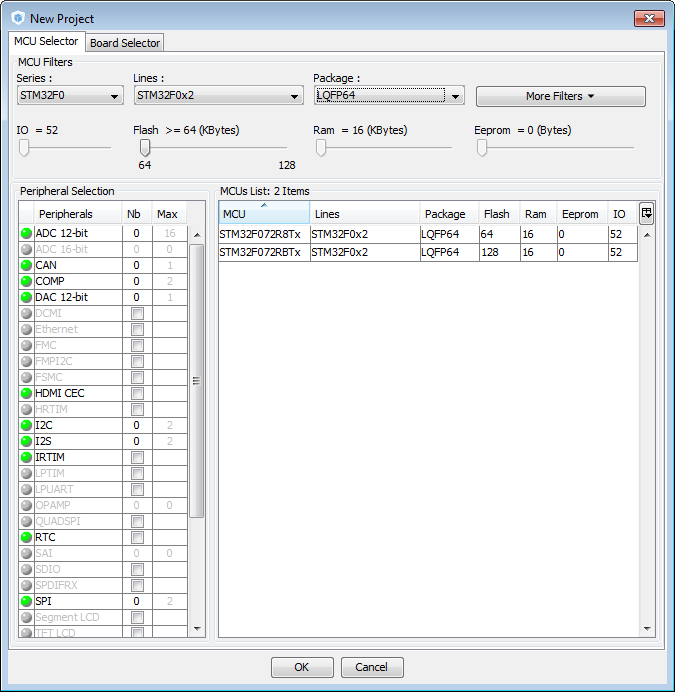 New Project
MCU Selector Board Selector
MCU Filters
Series : Lines : Package :
STM32F0 STM32F0x2 LQFP64 More Filters
IO = 52 Flash >= 64 (KBytes) Ram = 16 (KBytes) Eeprom = 0 (Bytes)
64 128
Peripheral Selection
Peripherals Nb Max
ADC 12-bit 0 16
ADC 16-bit 0 0
CAN 0 1
COMP 0 2
DAC 12-bit 0 1
DCMI
Ethernet
FMC
FMPI2C
FSMC
HDMI CEC
HRTIM
I2C 0 2
I2S 0 2
IRTIM
LPTIM
LPUART
OPAMP 0 0
QUADSPI
RTC
SAI 0 0
SDIO
SPDIFRX
SPI 0 2
Segment LCD
TFT LCD
MCUs List: 2 Items
MCU Lines Package Flash Ram Eeprom IO
STM32F072R8Tx STM32F0x2 LQFP64 64 16 0 52
STM32F072RBTx STM32F0x2 LQFP64 128 16 0 52
OK Cancel